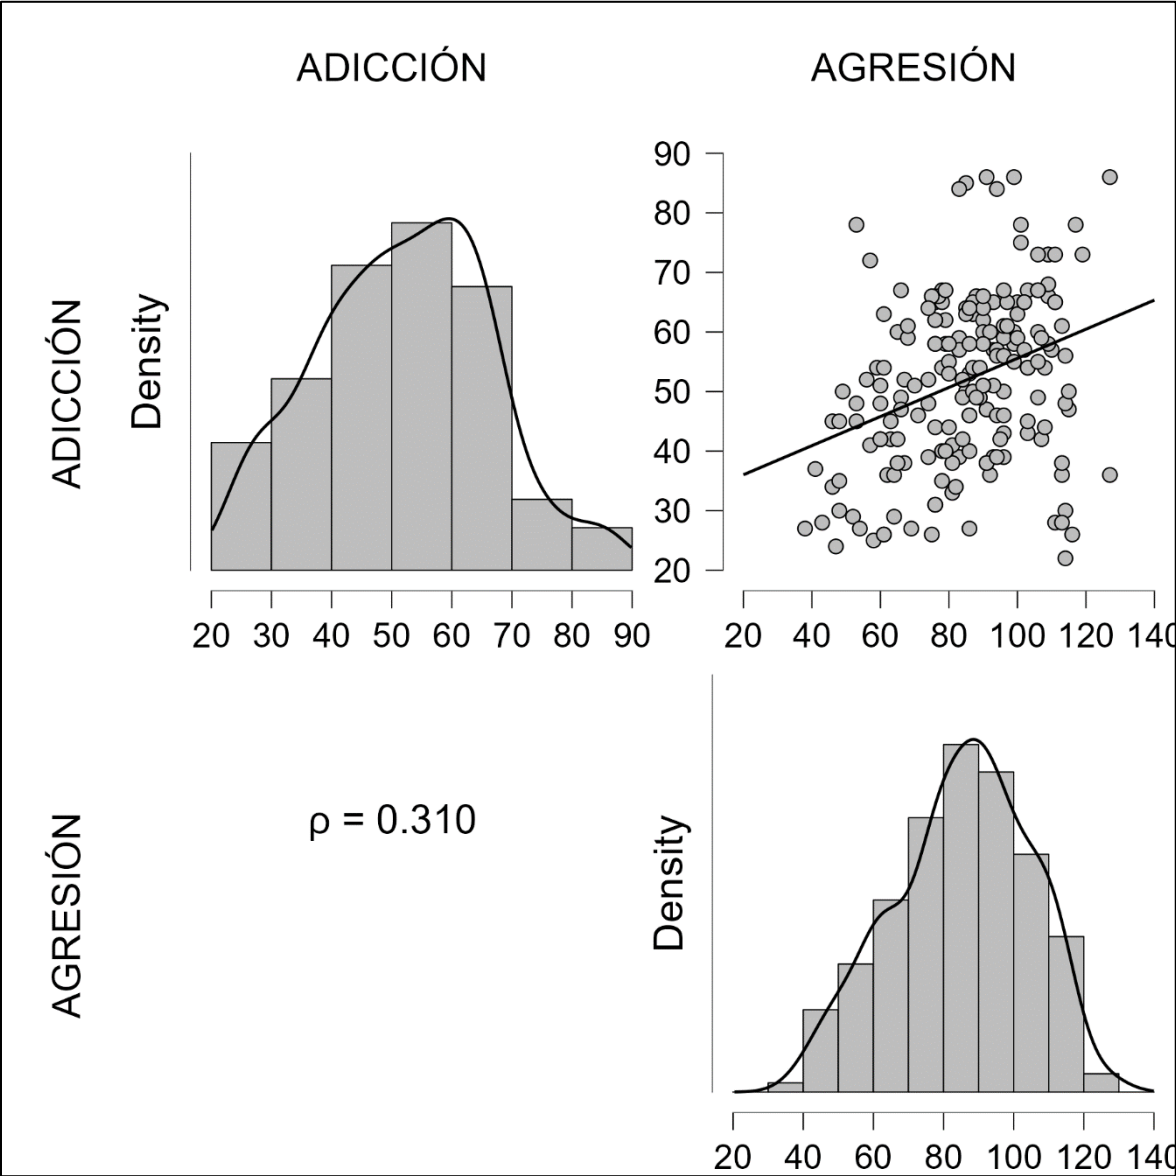 ADICCIÓN AGRESIÓN
ADICCIÓN
Density
90
80
70
60
50
40
30
20
20 30 40 50 60 70 80 90
20 40 60 80 100 120 140
AGRESIÓN
ρ = 0.310
Density
20 40 60 80 100 120 140